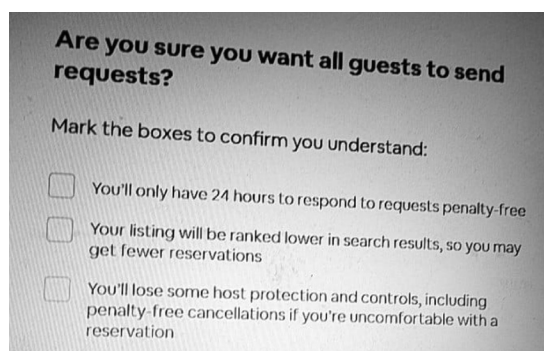 Are you sure you want all guests to send
requests?
Mark the boxes to confirm you understand:
You'll only have 24 hours to respond to requests penalty-free
Your listing will be ranked lower in search results, so you may
get fewer reservations
You'll lose some host protection and controls, including
penalty-free cancellations if you're uncomfortable with a
reservation